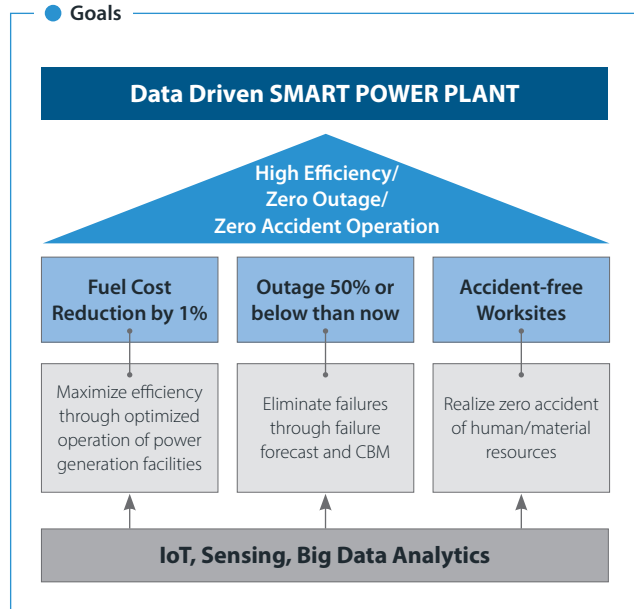 Goals
Data Driven SMART POWER PLANT
High Efficiency/
Zero Outage/
Zero Accident Operation
Fuel Cost
Reduction by 1%
Outage 50% or
below than now
Accident-free
Worksites
Maximize efficiency
through optimized
operation of power
generation facilities
Eliminate failures
through failure
forecast and CBM
Realize zero accident
of human/material
resources
IoT, Sensing, Big Data Analytics